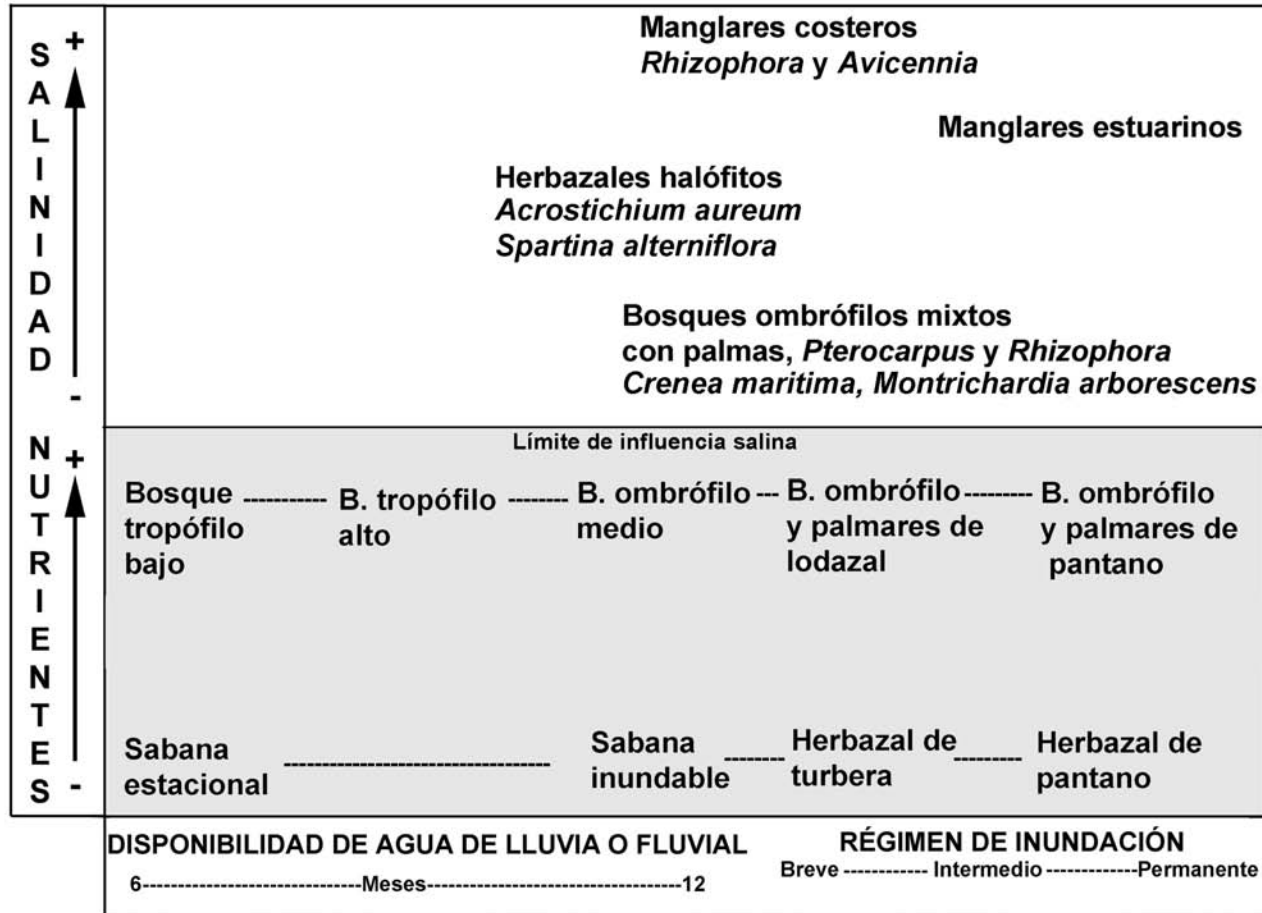 SALINIDAD
+
-
Manglares costeros
Rhizophora y Avicennia
Manglares estuarinos
Herbazales halófitos
Acrostichium aureum
Spartina alterniflora
Bosques ombrófilos mixtos
con palmas, Pterocarpus y Rhizophora
Crenea maritima, Montrichardia arborescens
NUTRIENTES
+
-
Límite de influencia salina
Bosque
tropófilo
bajo
B. tropófilo
alto
B. ombrófilo
medio
B. ombrófilo
y palmares de
lodazal
B. ombrófilo
y palmares de
pantano
Sabana
estacional
Sabana
inundable
Herbazal de
turbera
Herbazal de
pantano
DISPONIBILIDAD DE AGUA DE LLUVIA O FLUVIAL
6-------------------------------Meses-----------------------------------12
RÉGIMEN DE INUNDACIÓN
Breve ------------ Intermedio -------------Permanente